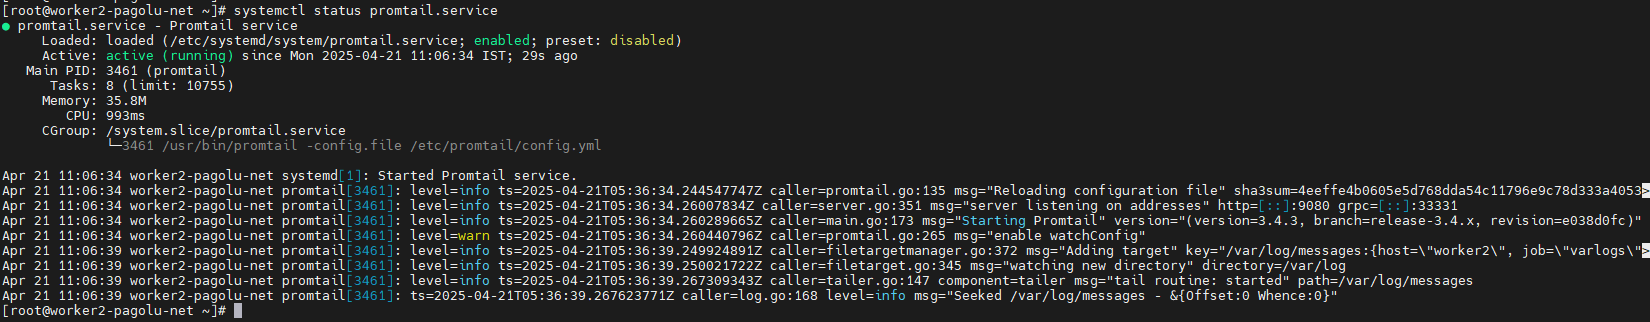 [root@worker2-pagolu-net ~]# systemctl status promtail.service
● promtail.service - Promtail service
     Loaded: loaded (/etc/systemd/system/promtail.service; enabled; preset: disabled)
     Active: active (running) since Mon 2025-04-21 11:06:34 IST; 29s ago
   Main PID: 3461 (promtail)
      Tasks: 8 (limit: 10755)
     Memory: 35.8M
        CPU: 993ms
     CGroup: /system.slice/promtail.service
             └─3461 /usr/bin/promtail -config.file /etc/promtail/config.yml
Apr 21 11:06:34 worker2-pagolu-net systemd[1]: Started Promtail service.
Apr 21 11:06:34 worker2-pagolu-net promtail[3461]: level=info ts=2025-04-21T05:36:34.244547747Z caller=promtail.go:135 msg="Reloading configuration file" sha3sum=4eeffe4b0605e5d768dda54c11796e9c78d333a4053>
Apr 21 11:06:34 worker2-pagolu-net promtail[3461]: level=info ts=2025-04-21T05:36:34.26007834Z caller=server.go:351 msg="server listening on addresses" http=[::]:9080 grpc=[::]:33331
Apr 21 11:06:34 worker2-pagolu-net promtail[3461]: level=info ts=2025-04-21T05:36:34.260289665Z caller=main.go:173 msg="Starting Promtail" version="(version=3.4.3, branch=release-3.4.x, revision=e038d0fc)"
Apr 21 11:06:34 worker2-pagolu-net promtail[3461]: level=warn ts=2025-04-21T05:36:34.260440796Z caller=promtail.go:265 msg="enable watchConfig"
Apr 21 11:06:39 worker2-pagolu-net promtail[3461]: level=info ts=2025-04-21T05:36:39.249924891Z caller=filetargetmanager.go:372 msg="Adding target" key="/var/log/messages:{host=\"worker2\", job=\"varlogs\">
Apr 21 11:06:39 worker2-pagolu-net promtail[3461]: level=info ts=2025-04-21T05:36:39.250021722Z caller=filetarget.go:345 msg="watching new directory" directory=/var/log
Apr 21 11:06:39 worker2-pagolu-net promtail[3461]: level=info ts=2025-04-21T05:36:39.267309343Z caller=tailer.go:147 component=tailer msg="tail routine: started" path=/var/log/messages
Apr 21 11:06:39 worker2-pagolu-net promtail[3461]: ts=2025-04-21T05:36:39.267623771Z caller=log.go:168 level=info msg="Seeked /var/log/messages - &{Offset:0 Whence:0}"
[root@worker2-pagolu-net ~]#